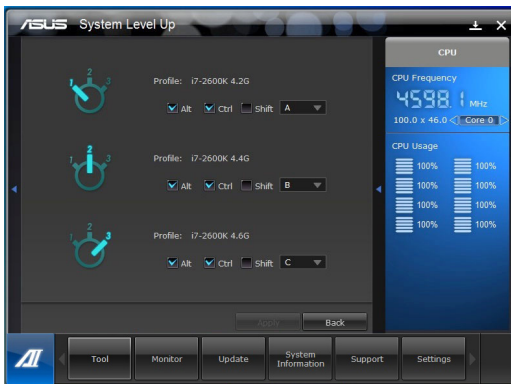 ASUS System Level Up
CPU
1 2 3
Profile: i7-2600K 4.2G
Alt Ctrl Shift A
1 2 3
Profile: i7-2600K 4.4G
Alt Ctrl Shift B
1 2 3
Profile: i7-2600K 4.6G
Alt Ctrl Shift C
Apply Back
CPU Frequency
4598.1 MHz
100.0 x 46.0 Core 0
CPU Usage
100% 100%
100% 100%
100% 100%
100% 100%
AI
Tool Monitor Update System Information Support Settings